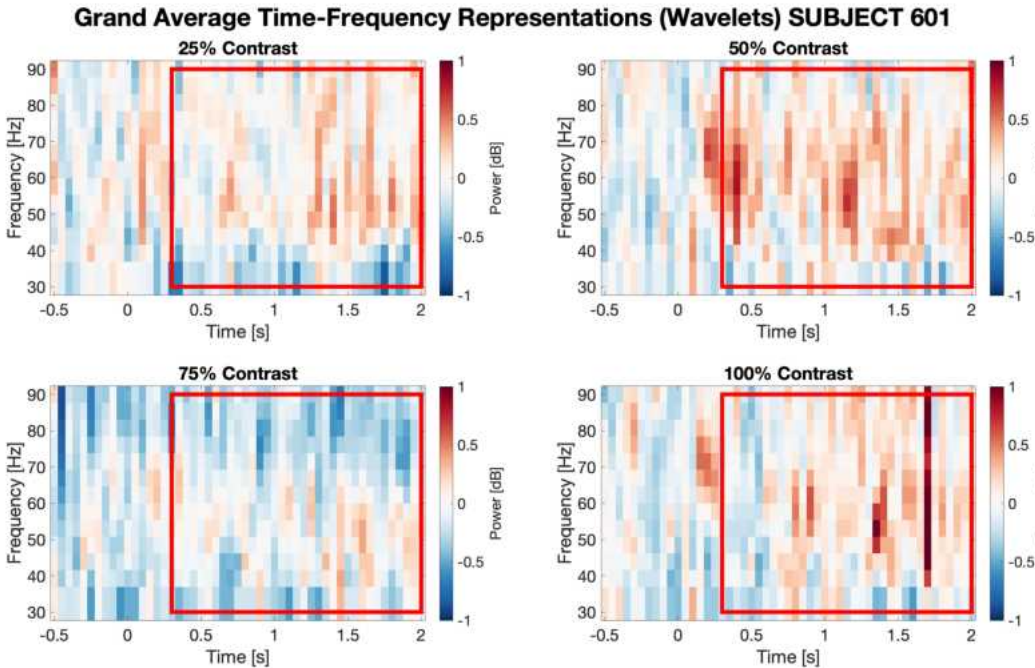 Grand Average Time-Frequency Representations (Wavelets) SUBJECT 601
25% Contrast
90
80
70
60
50
40
30
Frequency [Hz]
-0.5 0 0.5 1 1.5 2
Time [s]
1
0.5
0
-0.5
-1
Power [dB]
50% Contrast
90
80
70
60
50
40
30
Frequency [Hz]
-0.5 0 0.5 1 1.5 2
Time [s]
1
0.5
0
-0.5
-1
75% Contrast
90
80
70
60
50
40
30
Frequency [Hz]
-0.5 0 0.5 1 1.5 2
Time [s]
1
0.5
0
-0.5
-1
Power [dB]
100% Contrast
90
80
70
60
50
40
30
Frequency [Hz]
-0.5 0 0.5 1 1.5 2
Time [s]
1
0.5
0
-0.5
-1